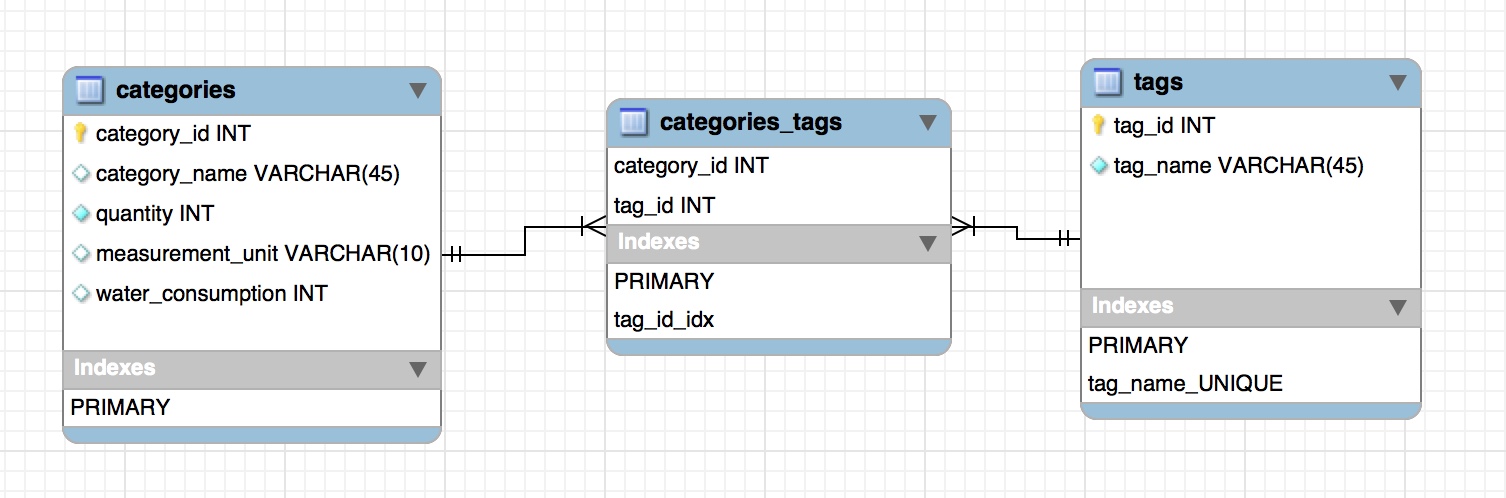 categories
category_id INT
category_name VARCHAR(45)
quantity INT
measurement_unit VARCHAR(10)
water_consumption INT
Indexes
PRIMARY
categories_tags
category_id INT
tag_id INT
Indexes
PRIMARY
tag_id_idx
tags
tag_id INT
tag_name VARCHAR(45)
Indexes
PRIMARY
tag_name_UNIQUE